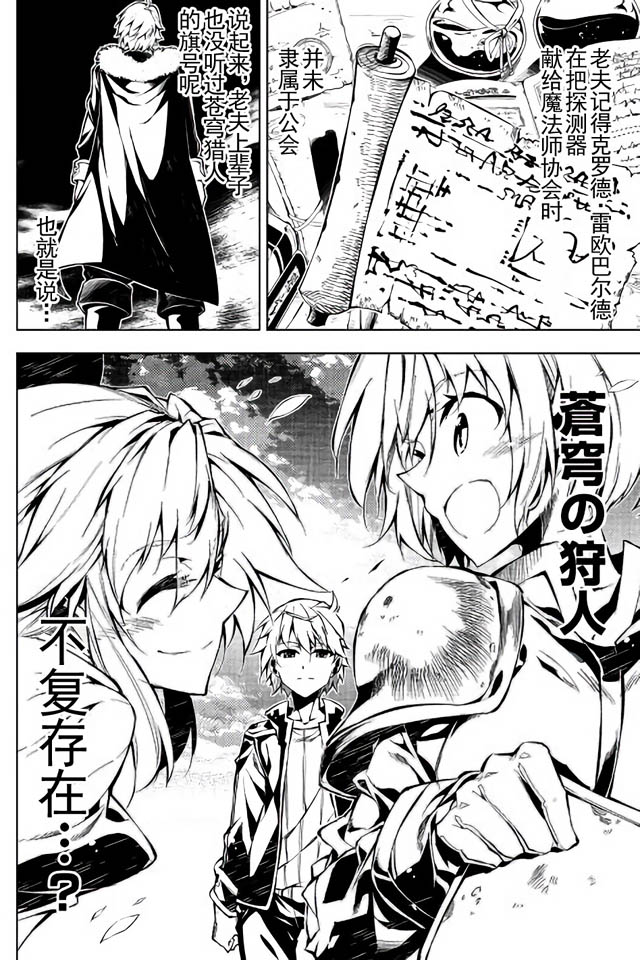 老夫记得克罗德·雷欧巴尔德
在把探测器
献给魔法师协会时
并未
隶属于公会
说起来，老夫上辈子
也没听过苍穹猎人
的旗号呢
也就是说…
蒼穹の狩人
不复存在…？